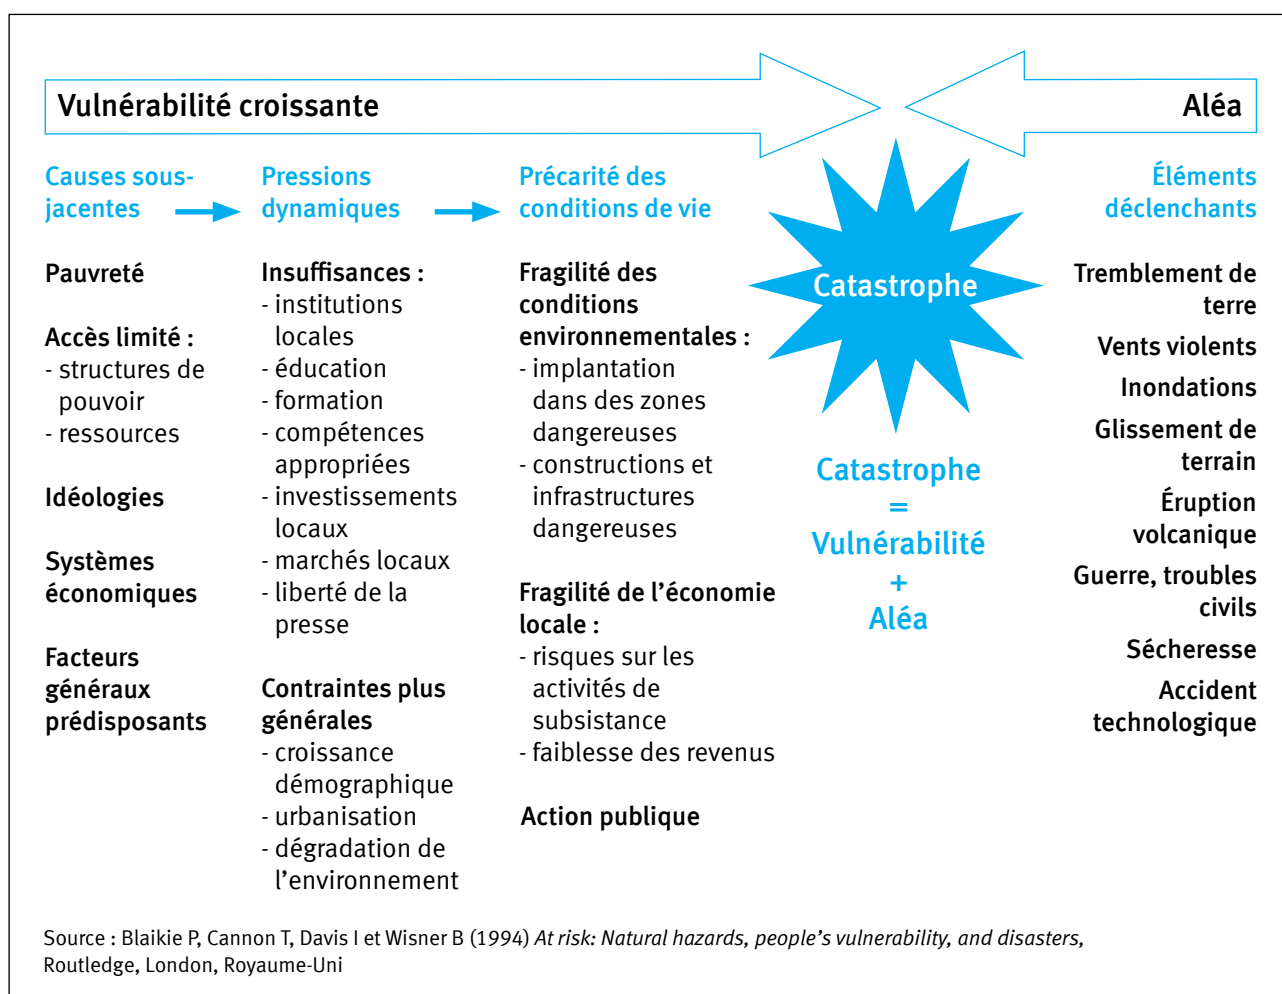 Vulnérabilité croissante
Aléa
Causes sous-
jacentes
Pauvreté
Accès limité :
- structures de
pouvoir
- ressources
Idéologies
Systèmes
économiques
Facteurs
généraux
prédisposants
Pressions
dynamiques
Insuffisances :
- institutions
locales
- éducation
- formation
- compétences
appropriées
- investissements
locaux
- marchés locaux
- liberté de la
presse
Contraintes plus
générales
- croissance
démographique
- urbanisation
- dégradation de
l’environnement
Précarité des
conditions de vie
Fragilité des
conditions
environnementales :
- implantation
dans des zones
dangereuses
- constructions et
infrastructures
dangereuses
Fragilité de l’économie
locale :
- risques sur les
activités de
subsistance
- faiblesse des revenus
Action publique
Catastrophe
Catastrophe
=
Vulnérabilité
+
Aléa
Éléments
déclenchants
Tremblement de
terre
Vents violents
Inondations
Glissement de
terrain
Éruption
volcanique
Guerre, troubles
civils
Sécheresse
Accident
technologique
Source : Blaikie P, Cannon T, Davis I et Wisner B (1994) At risk: Natural hazards, people’s vulnerability, and disasters,
Routledge, London, Royaume-Uni